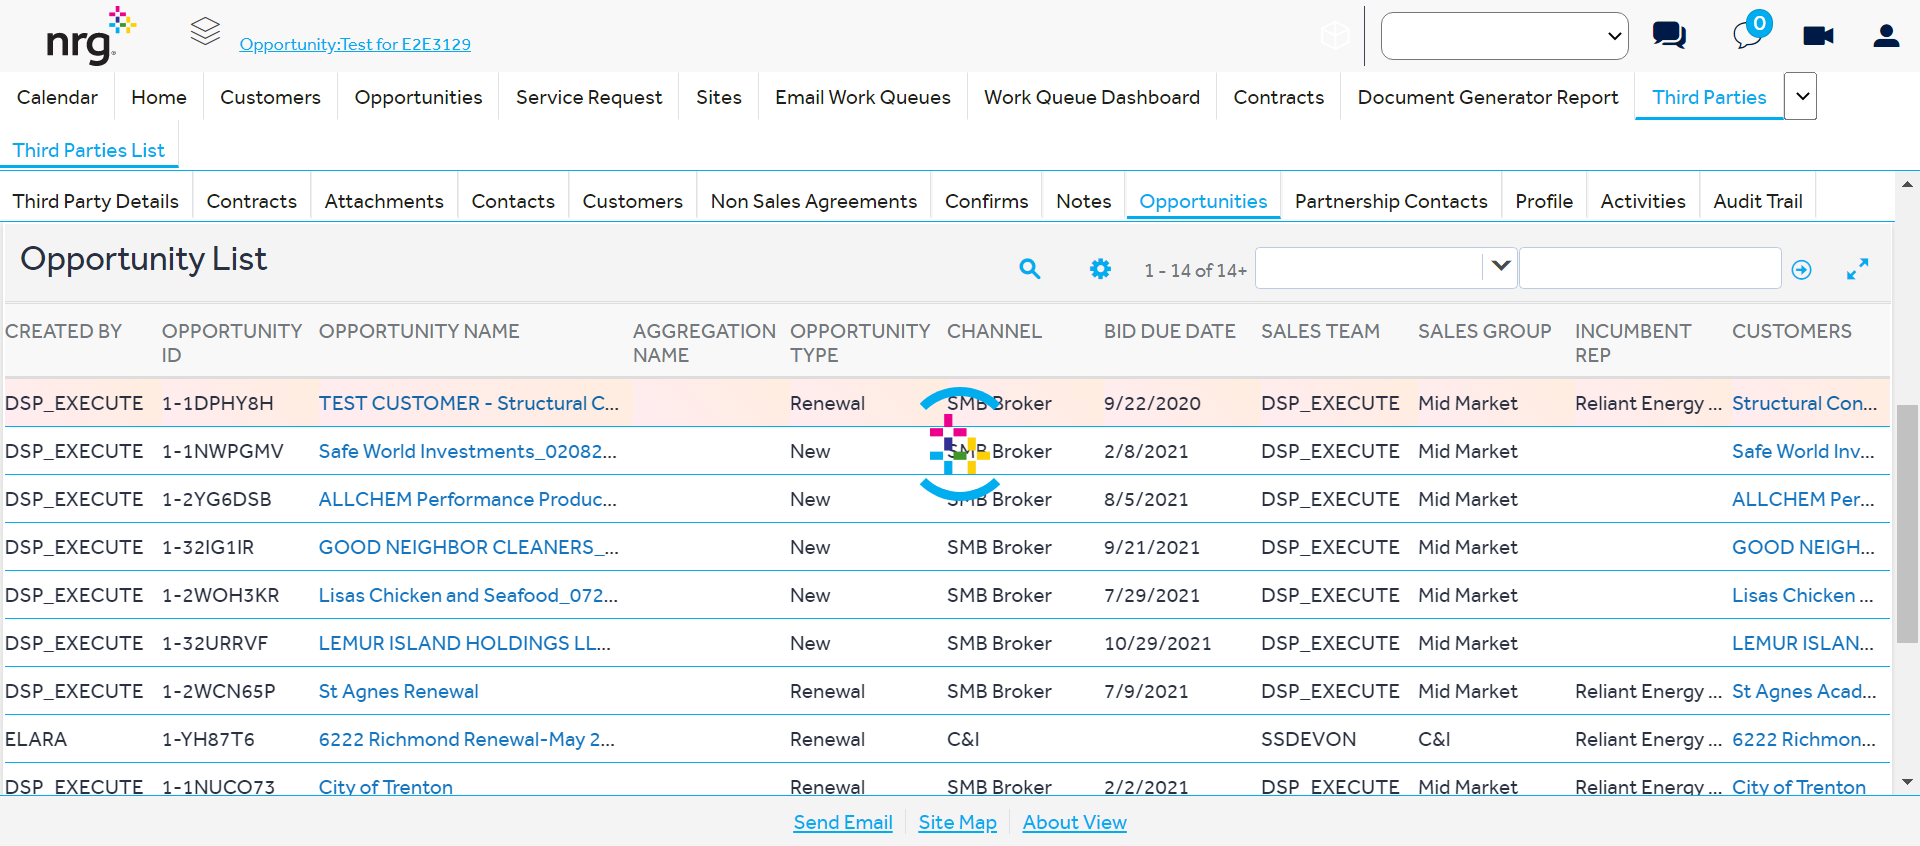 nrg
Opportunity:Test for E2E3129
0
Calendar Home Customers Opportunities Service Request Sites Email Work Queues Work Queue Dashboard Contracts Document Generator Report Third Parties
Third Parties List
Third Party Details Contracts Attachments Contacts Customers Non Sales Agreements Confirms Notes Opportunities Partnership Contacts Profile Activities Audit Trail
Opportunity List
1 - 14 of 14+
CREATED BY OPPORTUNITY ID OPPORTUNITY NAME AGGREGATION NAME OPPORTUNITY TYPE CHANNEL BID DUE DATE SALES TEAM SALES GROUP INCUMBENT REP CUSTOMERS
DSP_EXECUTE 1-1DPHY8H TEST CUSTOMER - Structural C... Renewal SMB Broker 9/22/2020 DSP_EXECUTE Mid Market Reliant Energy ... Structural Con...
DSP_EXECUTE 1-1NWPGMV Safe World Investments_02082... New SMB Broker 2/8/2021 DSP_EXECUTE Mid Market Safe World Inv...
DSP_EXECUTE 1-2YG6DSB ALLCHEM Performance Produc... New SMB Broker 8/5/2021 DSP_EXECUTE Mid Market ALLCHEM Per...
DSP_EXECUTE 1-32IG1IR GOOD NEIGHBOR CLEANERS_... New SMB Broker 9/21/2021 DSP_EXECUTE Mid Market GOOD NEIGH...
DSP_EXECUTE 1-2WOH3KR Lisas Chicken and Seafood_072... New SMB Broker 7/29/2021 DSP_EXECUTE Mid Market Lisas Chicken ...
DSP_EXECUTE 1-32URRVF LEMUR ISLAND HOLDINGS LL... New SMB Broker 10/29/2021 DSP_EXECUTE Mid Market LEMUR ISLAN...
DSP_EXECUTE 1-2WCN65P St Agnes Renewal Renewal SMB Broker 7/9/2021 DSP_EXECUTE Mid Market Reliant Energy ... St Agnes Acad...
ELARA 1-YH87T6 6222 Richmond Renewal-May 2... Renewal C&I SSDEVON C&I Reliant Energy ... 6222 Richmon...
DSP_EXECUTE 1-1NUCO73 City of Trenton Renewal SMB Broker 2/2/2021 DSP_EXECUTE Mid Market Reliant Energy ... City of Trenton
Send Email Site Map About View